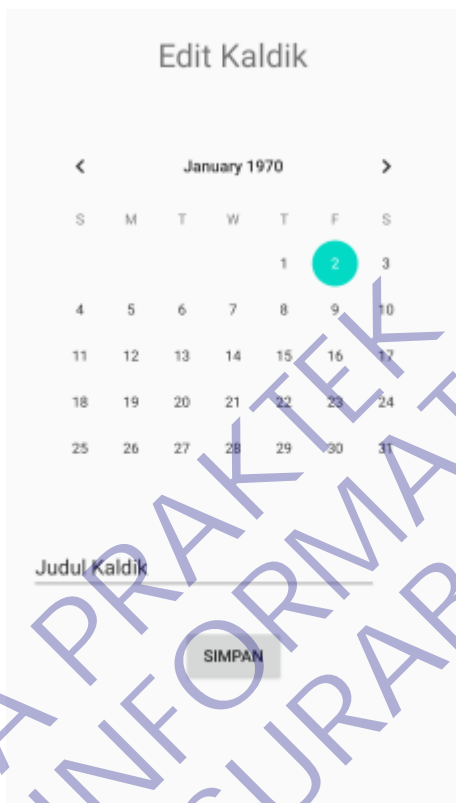 Edit Kaldik
January 1970
S M T W T F S
1 2 3
4 5 6 7 8 9 10
11 12 13 14 15 16 17
18 19 20 21 22 23 24
25 26 27 28 29 30 31
Judul Kaldik
SIMPAN
PRAKTEK